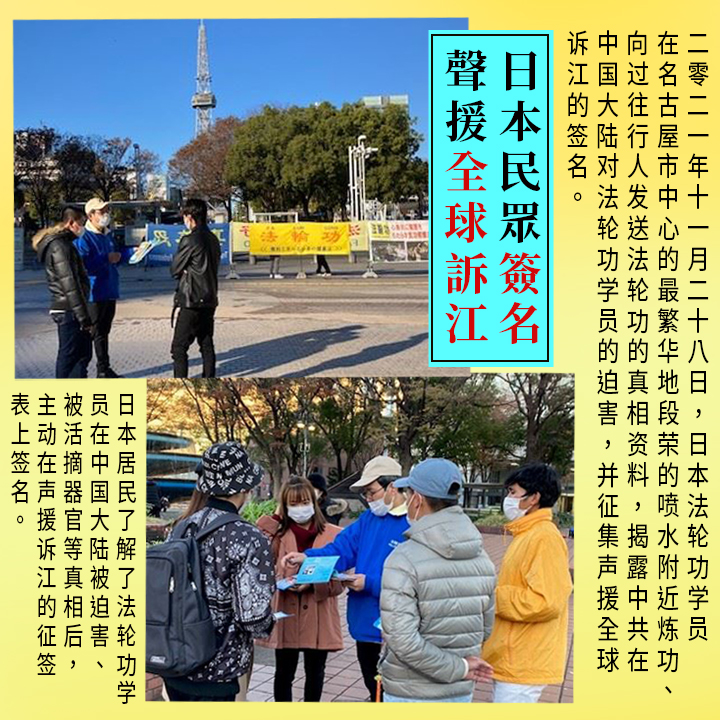 二零二一年十一月二十八日，日本法轮功学员
在名古屋市中心的最繁华地段荣的喷水附近炼功、
向过往行人发送法轮功的真相资料，揭露中共在
中国大陆对法轮功学员的迫害，并征集声援全球
诉江的签名。
日本民眾簽名
聲援全球訴江
法輪功
日本居民了解了法轮功学
员在中国大陆被迫害、
被活摘器官等真相后，
主动在声援诉江的征签
表上签名。